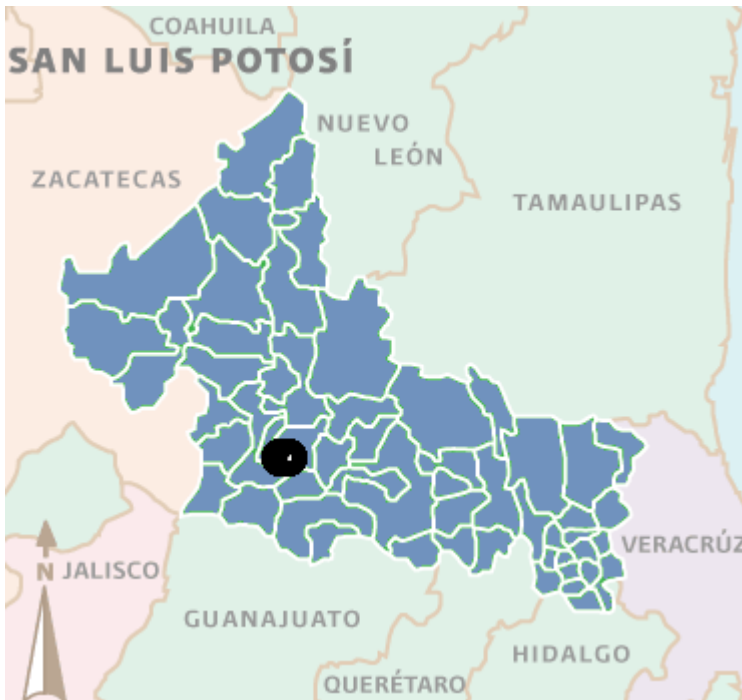 COAHUILA
SAN LUIS POTOSÍ
NUEVO
LEÓN
ZACATECAS
TAMAULIPAS
VERACRÚZ
N JALISCO
GUANAJUATO
HIDALGO
QUERÉTARO